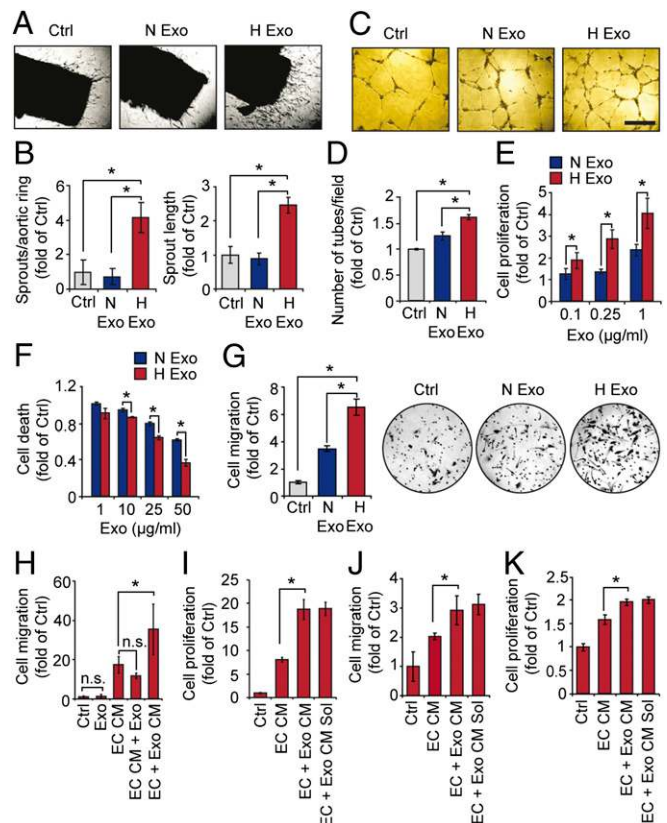 A
Ctrl N Exo H Exo
B
Sprouts/aortic ring
(fold of Ctrl)
6
4
2
0
*
*
Ctrl N H
Exo Exo
Sprout length
(fold of Ctrl)
3
2
1
0
*
*
Ctrl N H
Exo Exo
C
Ctrl N Exo H Exo
D
Number of tubes/field
(fold of Ctrl)
2
1.5
1
0
*
*
Ctrl N H
Exo Exo
E
N Exo
H Exo
Cell proliferation
(fold of Ctrl)
6
5
4
3
2
1
0
*
*
*
0.1 0.25 1
Exo (µg/ml)
F
N Exo
H Exo
Cell death
(fold of Ctrl)
1.2
0.8
0.4
0
*
*
*
1 10 25 50
Exo (µg/ml)
G
Cell migration
(fold of Ctrl)
8
6
4
2
0
*
*
Ctrl N H
Exo Exo
Ctrl N Exo H Exo
H
Cell migration
(fold of Ctrl)
60
40
20
0
*
n.s.
n.s.
Ctrl
Exo
EC CM
EC CM + Exo
EC + Exo CM
I
Cell proliferation
(fold of Ctrl)
25
20
15
10
5
0
*
Ctrl
EC CM
EC + Exo CM
EC + Exo CM Sol
J
Cell migration
(fold of Ctrl)
4
3
2
1
0
*
Ctrl
EC CM
EC + Exo CM
EC + Exo CM Sol
K
Cell proliferation
(fold of Ctrl)
2.5
2
1.5
1
0
*
Ctrl
EC CM
EC + Exo CM
EC + Exo CM Sol